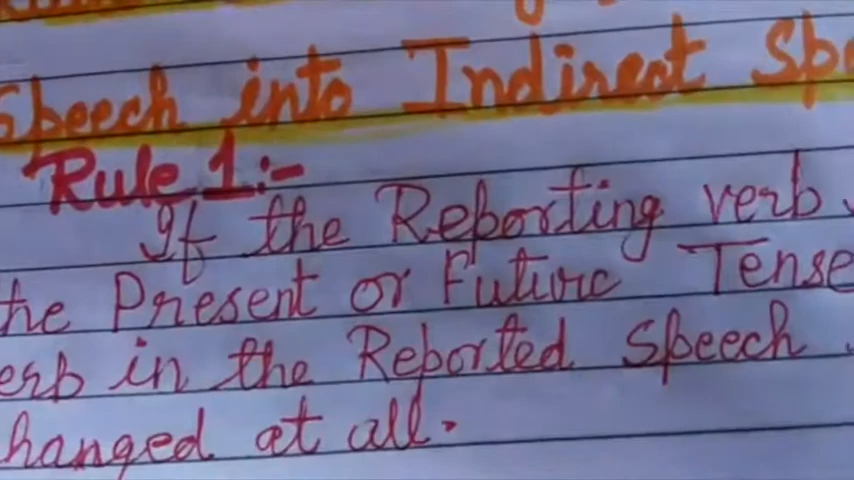 Speech into Indirect Spe
Rule 1:-
If the Reporting verb
the Present or Future Tense
erb in the Reported Speech
hanged at all.